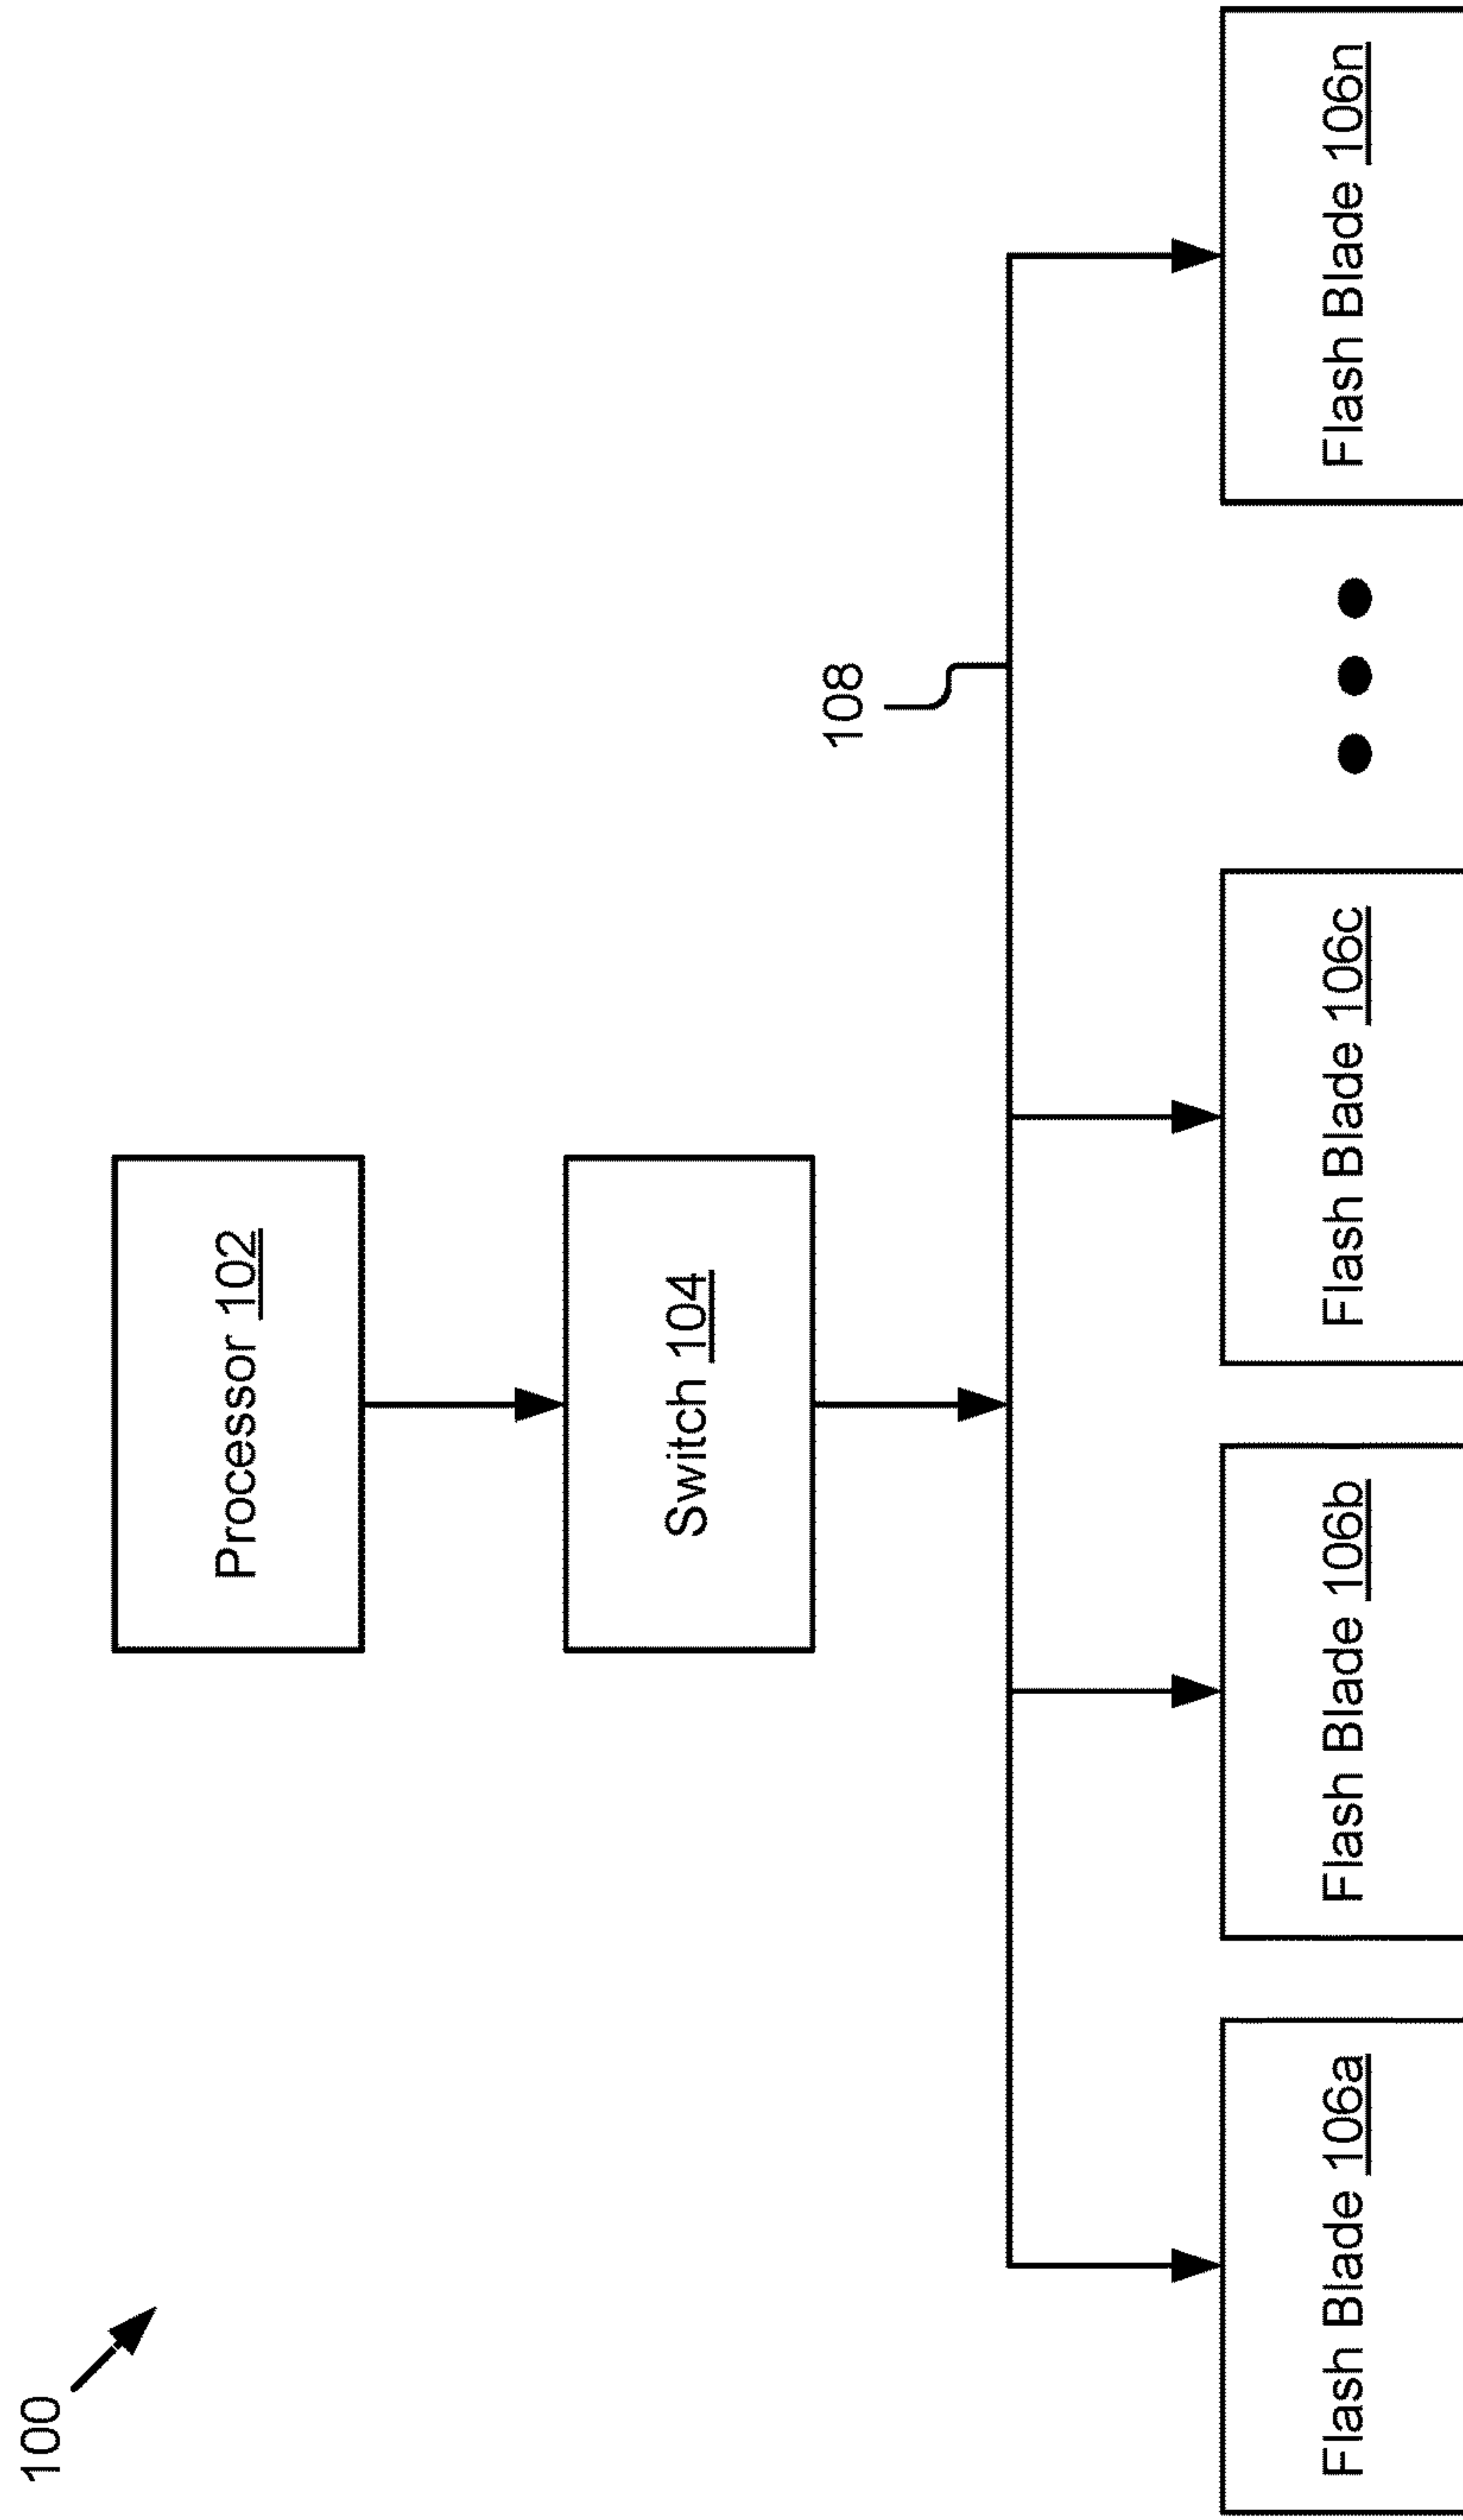 100
Processor 102
Switch 104
108
Flash Blade 106a
Flash Blade 106b
Flash Blade 106c
Flash Blade 106n